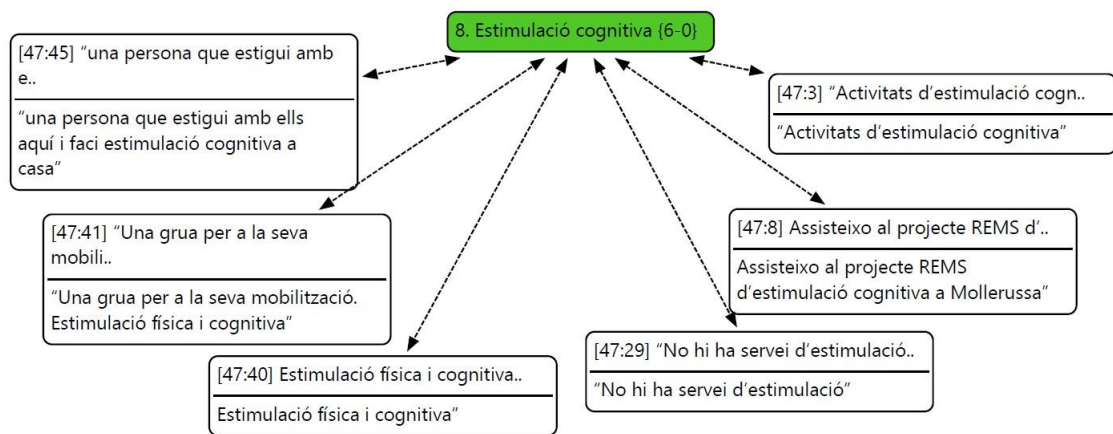 8. Estimulació cognitiva {6-0}
[47:45] “una persona que estigui amb
e..
“una persona que estigui amb ells
aquí i faci estimulació cognitiva a
casa”
[47:3] “Activitats d’estimulació cogn..
“Activitats d’estimulació cognitiva”
[47:41] “Una grua per a la seva
mobili..
“Una grua per a la seva mobilització.
Estimulació física i cognitiva”
[47:8] Assisteixo al projecte REMS d’..
Assisteixo al projecte REMS
d’estimulació cognitiva a Mollerussa”
[47:40] Estimulació física i cognitiva..
Estimulació física i cognitiva”
[47:29] “No hi ha servei d’estimulació..
“No hi ha servei d’estimulació”